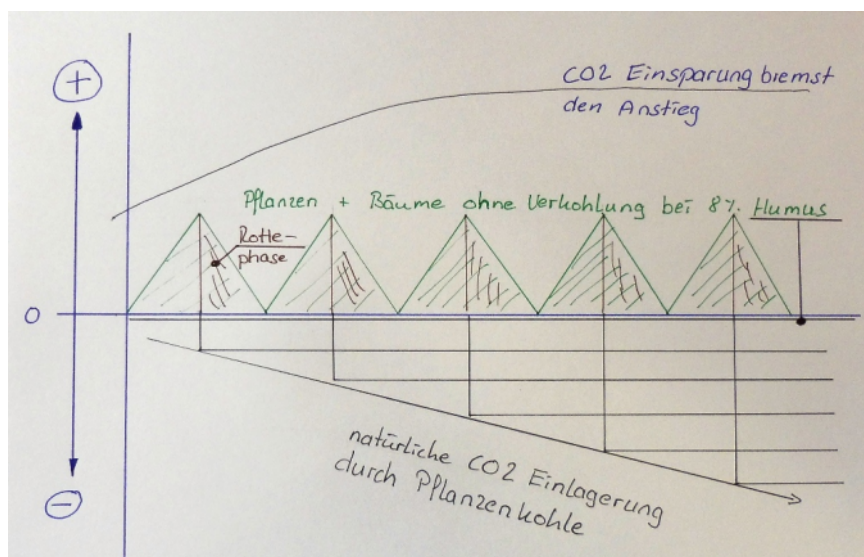 +
CO2 Einsparung bremst
den Anstieg
Pflanzen + Bäume ohne Verkohlung bei 8% Humus
Rotte-
phase
0
natürliche CO2 Einlagerung
durch Pflanzenkohle
-